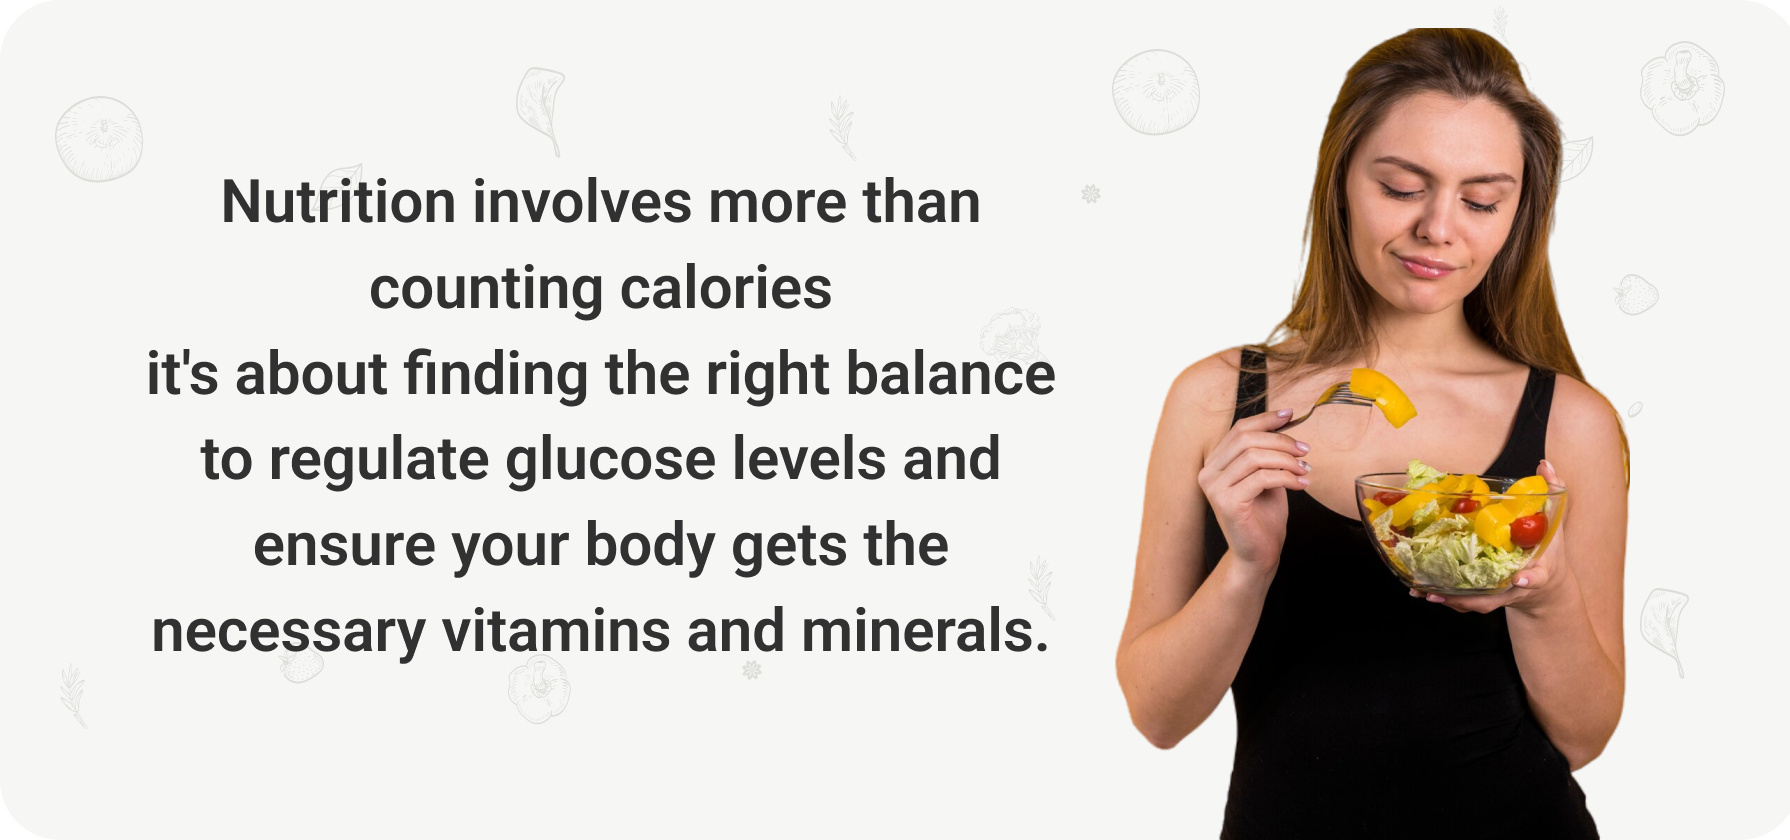 Nutrition involves more than
counting calories
it's about finding the right balance
to regulate glucose levels and
ensure your body gets the
necessary vitamins and minerals.